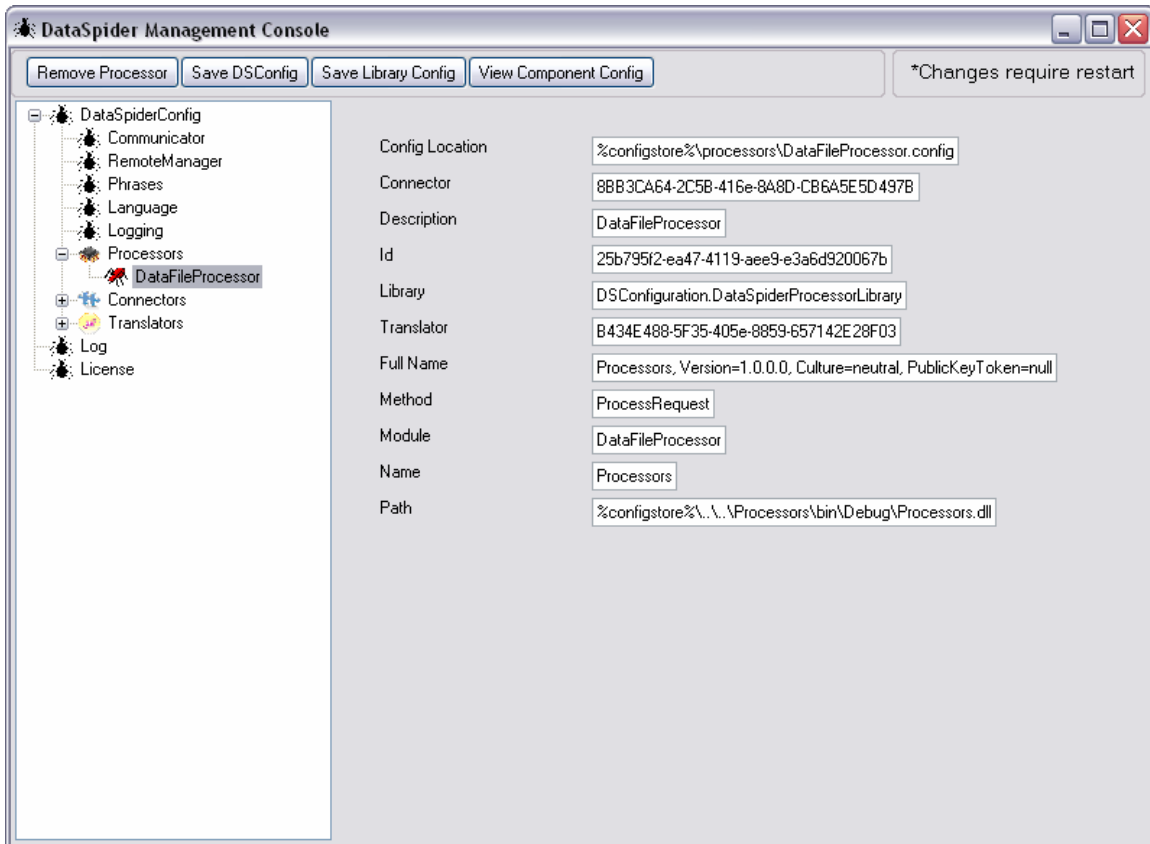 DataSpider Management Console
Remove Processor Save DSConfig Save Library Config View Component Config *Changes require restart
DataSpiderConfig
Communicator
RemoteManager
Phrases
Language
Logging
Processors
DataFileProcessor
Connectors
Translators
Log
License
Config Location %configstore%\processors\DataFileProcessor.config
Connector 8BB3CA64-2C5B-416e-8A8D-CB6A5E5D497B
Description DataFileProcessor
Id 25b795f2-ea47-4119-aee9-e3a6d920067b
Library DSConfiguration.DataSpiderProcessorLibrary
Translator B434E488-5F35-405e-8859-657142E28F03
Full Name Processors, Version=1.0.0.0, Culture=neutral, PublicKeyToken=null
Method ProcessRequest
Module DataFileProcessor
Name Processors
Path %configstore%\..\..\Processors\bin\Debug\Processors.dll